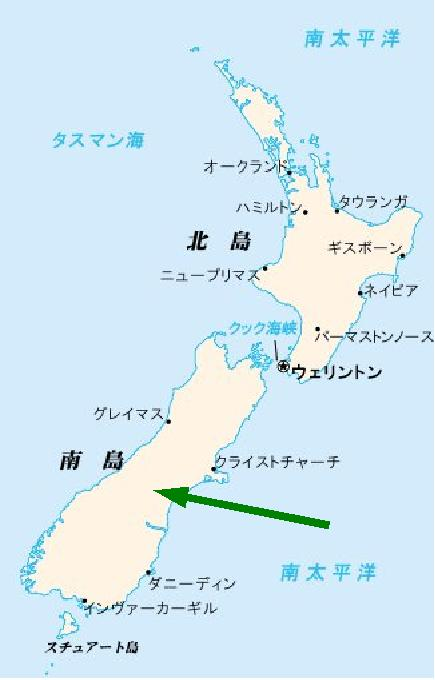 南太平洋
タスマン海
オークランド
ハミルトン
タウランガ
北島
ギスボーン
ニュープリマス
ネイピア
クック海峡
パーマストンノース
ウェリントン
グレイマス
南島
クライストチャーチ
南太平洋
ダニーディン
インヴァーカーギル
スチュアート島